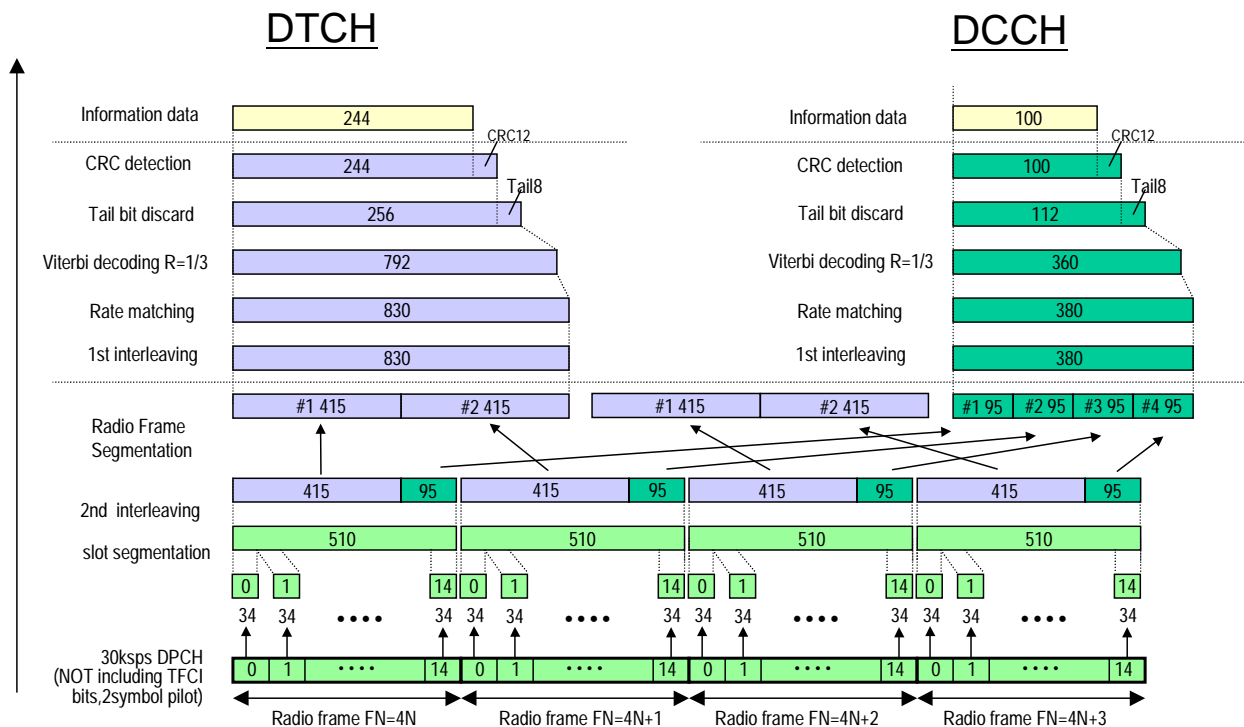 DTCH DCCH
Information data 244 Information data 100
CRC12 CRC12
CRC detection 244 CRC detection 100
Tail8 Tail8
Tail bit discard 256 Tail bit discard 112
Viterbi decoding R=1/3 792 Viterbi decoding R=1/3 360
Rate matching 830 Rate matching 380
1st interleaving 830 1st interleaving 380
#1 415 #2 415 #1 415 #2 415 #1 95 #2 95 #3 95 #4 95
Radio Frame
Segmentation
415 95 415 95 415 95 415 95
2nd interleaving
510 510 510 510
slot segmentation
0 1 14 0 1 14 0 1 14 0 1 14
34 34 •••• 34 34 34 •••• 34 34 34 •••• 34 34 34 •••• 34
30ksps DPCH
(NOT including TFCI
bits,2symbol pilot)
0 1 •••• 14 0 1 •••• 14 0 1 •••• 14 0 1 •••• 14
Radio frame FN=4N Radio frame FN=4N+1 Radio frame FN=4N+2 Radio frame FN=4N+3